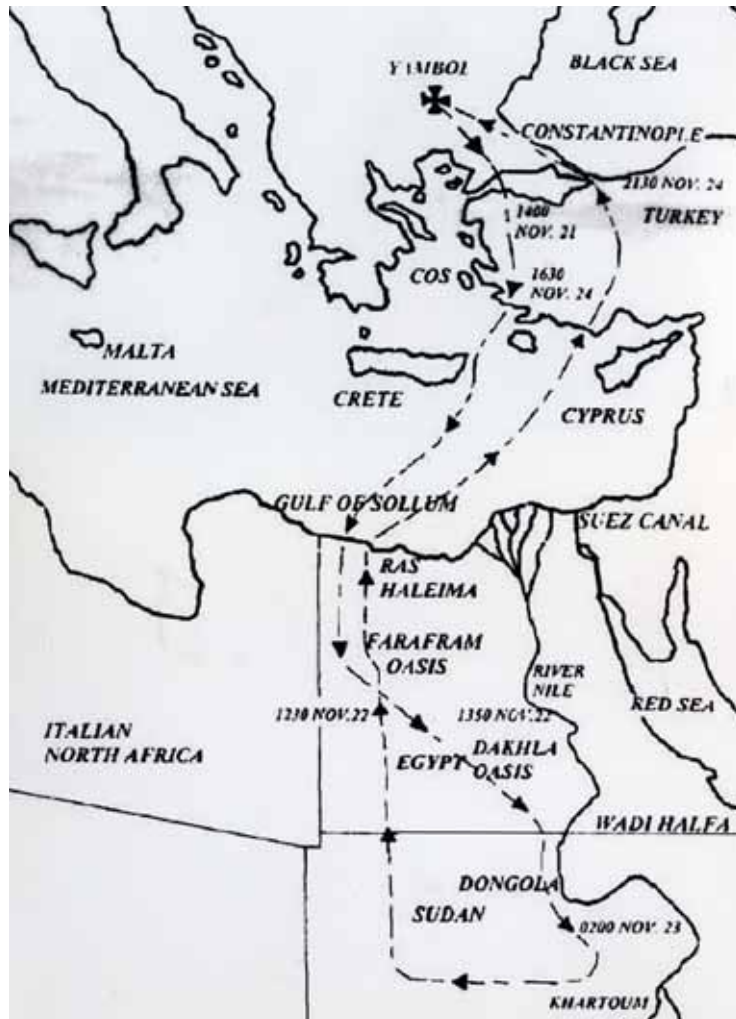 YAMBOL
BLACK SEA
CONSTANTINOPLE
2130 NOV. 24
TURKEY
1400
NOV. 21
COS
1630
NOV. 24
MALTA
MEDITERRANEAN SEA
CRETE
CYPRUS
GULF OF SOLLUM
SUEZ CANAL
RAS
HALEIMA
FARAFRAM
OASIS
RIVER
NILE
RED SEA
1230 NOV.22
1350 NOV.22
ITALIAN
NORTH AFRICA
EGYPT
DAKHLA
OASIS
WADI HALFA
DONGOLA
SUDAN
0200 NOV. 23
KHARTOUM